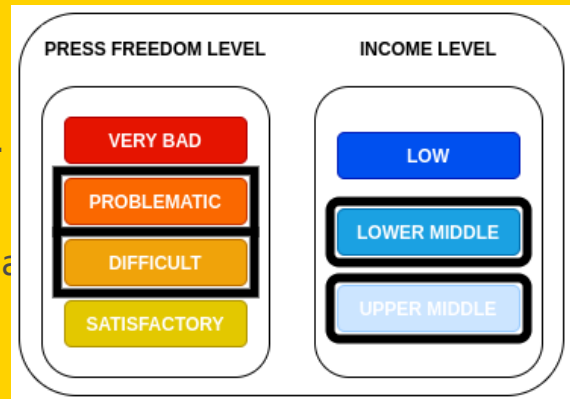 PRESS FREEDOM LEVEL
VERY BAD
PROBLEMATIC
DIFFICULT
SATISFACTORY
INCOME LEVEL
LOW
LOWER MIDDLE
UPPER MIDDLE